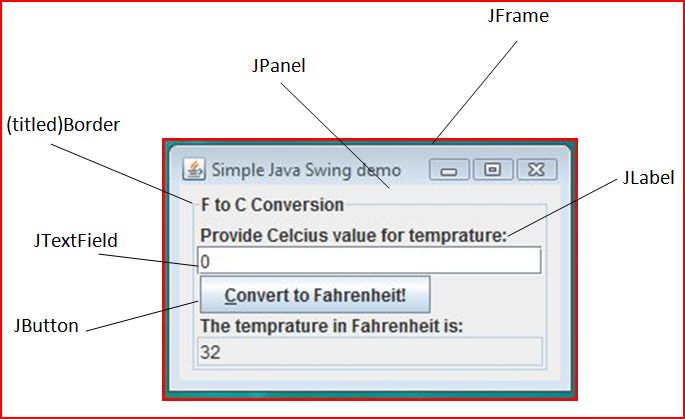 JFrame
JPanel
(titled)Border
Simple Java Swing demo
JLabel
F to C Conversion
Provide Celcius value for temprature:
JTextField
0
Convert to Fahrenheit!
JButton
The temprature in Fahrenheit is:
32